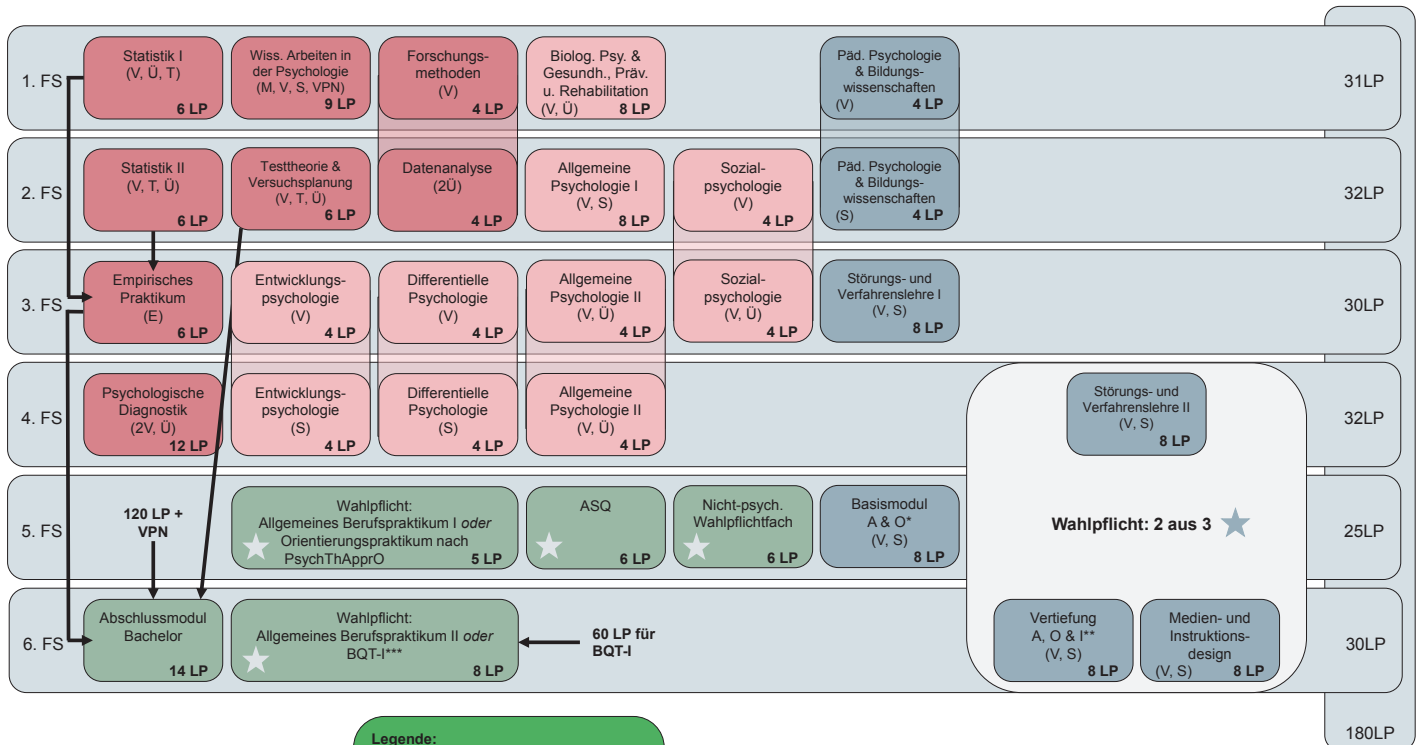 1. FS
Statistik I
(V, Ü, T)
6 LP
Wiss. Arbeiten in
der Psychologie
(M, V, S, VPN)
9 LP
Forschungs-
methoden
(V)
4 LP
Biolog. Psy. &
Gesundh., Präv.
u. Rehabilitation
(V, Ü) 8 LP
Päd. Psychologie
& Bildungs-
wissenschaften
(V) 4 LP
31LP
2. FS
Statistik II
(V, T, Ü)
6 LP
Testtheorie &
Versuchsplanung
(V, T, Ü)
6 LP
Datenanalyse
(2Ü)
4 LP
Allgemeine
Psychologie I
(V, S)
8 LP
Sozial-
psychologie
(V)
4 LP
Päd. Psychologie
& Bildungs-
wissenschaften
(S) 4 LP
32LP
3. FS
Empirisches
Praktikum
(E)
6 LP
Entwicklungs-
psychologie
(V)
4 LP
Differentielle
Psychologie
(V)
4 LP
Allgemeine
Psychologie II
(V, Ü)
4 LP
Sozial-
psychologie
(V, Ü)
4 LP
Störungs- und
Verfahrenslehre I
(V, S)
8 LP
30LP
4. FS
Psychologische
Diagnostik
(2V, Ü)
12 LP
Entwicklungs-
psychologie
(S)
4 LP
Differentielle
Psychologie
(S)
4 LP
Allgemeine
Psychologie II
(V, Ü)
4 LP
Störungs- und
Verfahrenslehre II
(V, S)
8 LP
32LP
5. FS
120 LP +
VPN
Wahlpflicht:
Allgemeines Berufspraktikum I oder
Orientierungspraktikum nach
PsychThApprO 5 LP
ASQ
6 LP
Nicht-psych.
Wahlpflichtfach
6 LP
Basismodul
A & O*
(V, S)
8 LP
Wahlpflicht: 2 aus 3
25LP
6. FS
Abschlussmodul
Bachelor
14 LP
Wahlpflicht:
Allgemeines Berufspraktikum II oder
BQT-I***
8 LP
60 LP für
BQT-I
Vertiefung
A, O & I**
(V, S)
8 LP
Medien- und
Instruktions-
design
(V, S) 8 LP
30LP
180LP
Legende: